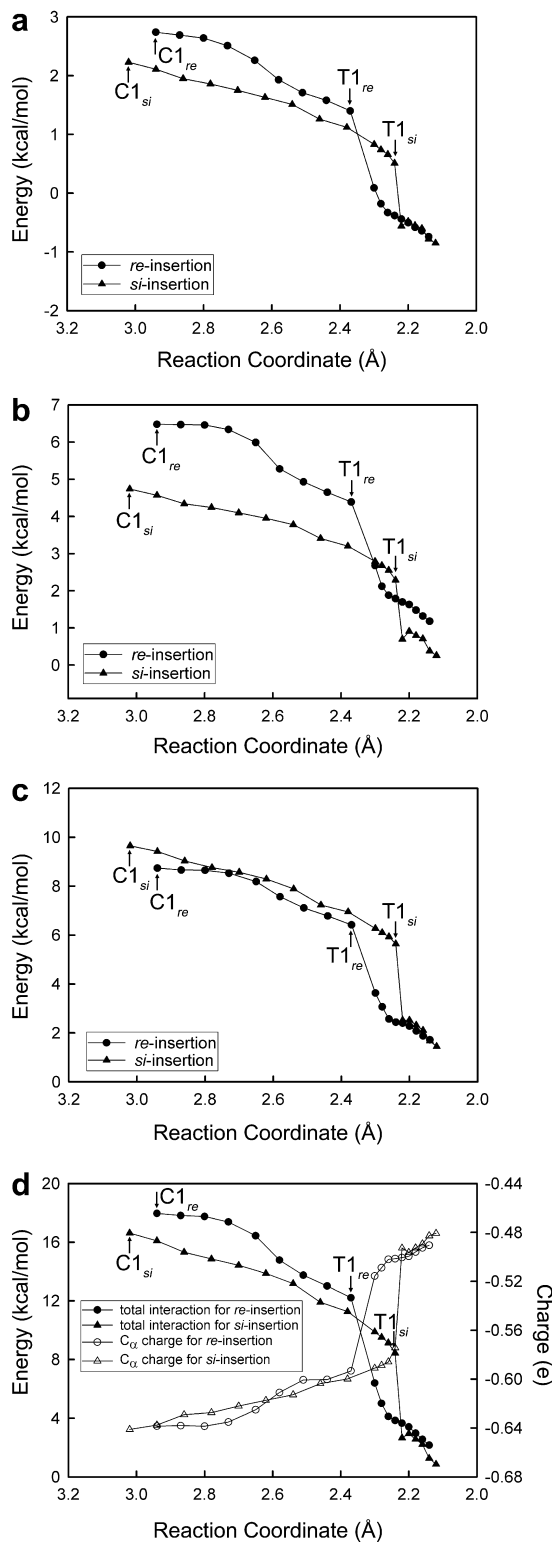 a
3
2
1
0
-1
-2
Energy (kcal/mol)
C1re
C1si
T1re
T1si
re-insertion
si-insertion
3.2 3.0 2.8 2.6 2.4 2.2 2.0
Reaction Coordinate (Å)
b
7
6
5
4
3
2
1
0
Energy (kcal/mol)
C1re
C1si
T1re
T1si
re-insertion
si-insertion
3.2 3.0 2.8 2.6 2.4 2.2 2.0
Reaction Coordinate (Å)
c
12
10
8
6
4
2
0
Energy (kcal/mol)
C1si
C1re
T1si
T1re
re-insertion
si-insertion
3.2 3.0 2.8 2.6 2.4 2.2 2.0
Reaction Coordinate (Å)
d
20
16
12
8
4
0
Energy (kcal/mol)
C1re
C1si
T1re
T1si
total interaction for re-insertion
total interaction for si-insertion
Cα charge for re-insertion
Cα charge for si-insertion
-0.44
-0.48
-0.52
-0.56
-0.60
-0.64
-0.68
Charge (e)
3.2 3.0 2.8 2.6 2.4 2.2 2.0
Reaction Coordinate (Å)